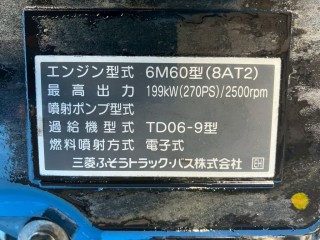 エンジン型式 6M60型(8AT2)
最高出力 199kW(270PS)/2500rpm
噴射ポンプ型式
過給機型式 TD06-9型
燃料噴射方式 電子式
三菱ふそうトラック・バス株式会社